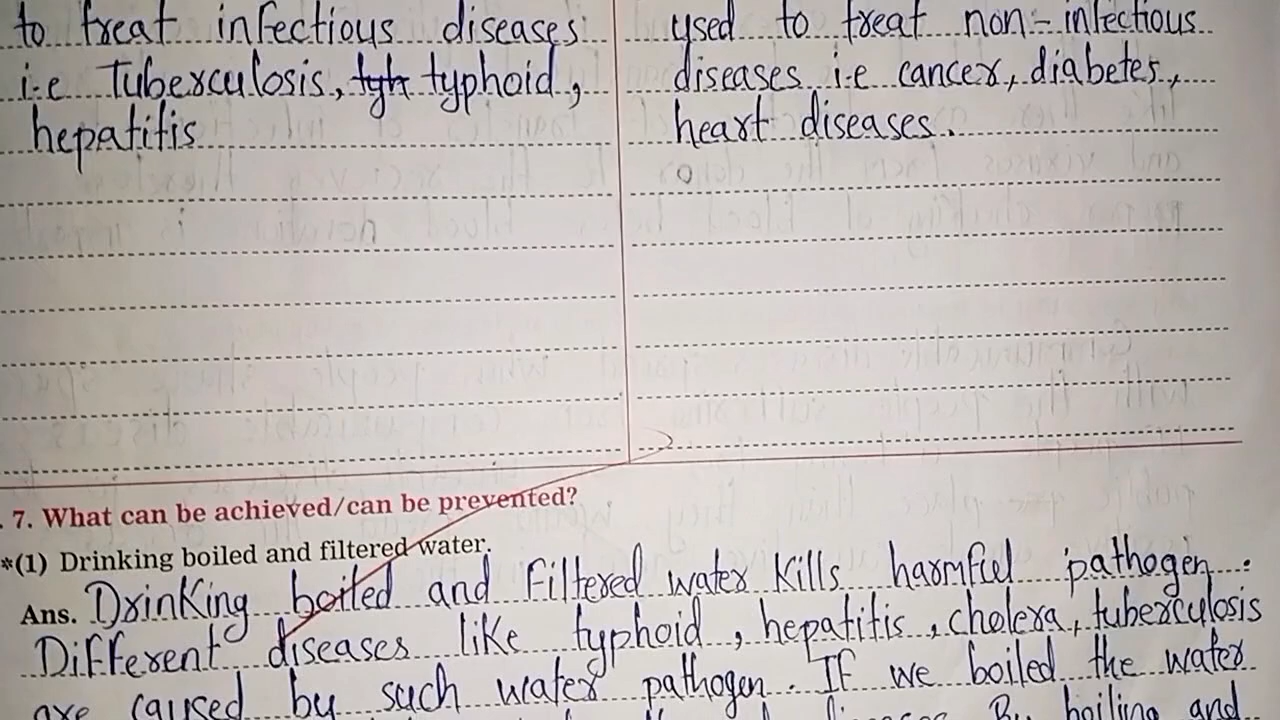 to treat infectious diseases
i.e Tuberculosis, typhoid,
hepatitis
used to treat non-infectious
diseases i.e cancer, diabetes,
heart diseases.
7. What can be achieved/can be prevented?
*(1) Drinking boiled and filtered water.
Ans. Drinking boiled and Filtered water Kills harmful pathogen.
Different diseases like typhoid, hepatitis, cholera, tuberculosis
are caused by such water pathogen. If we boiled the water
By boiling and